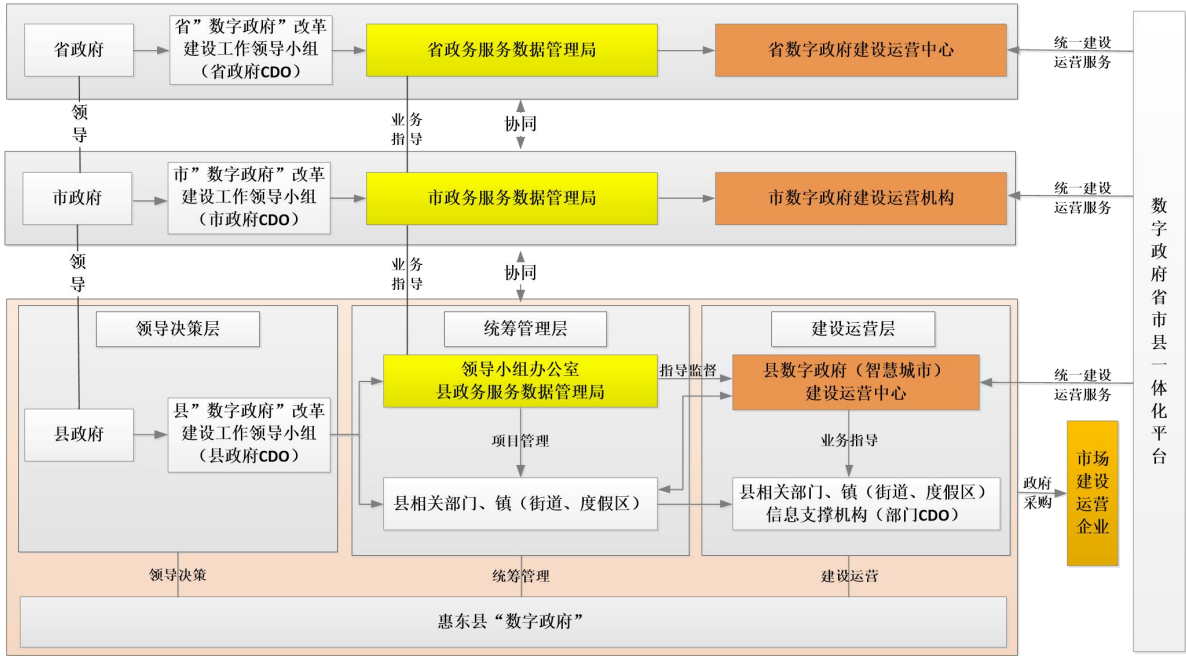 省政府
省”数字政府”改革
建设工作领导小组
（省政府CDO）
省政务服务数据管理局
省数字政府建设运营中心
统一建设
运营服务
领
导
业务
指导
协同
市政府
市”数字政府”改革
建设工作领导小组
（市政府CDO）
市政务服务数据管理局
市数字政府建设运营机构
统一建设
运营服务
领
导
业务
指导
协同
领导决策层
统筹管理层
建设运营层
县政府
县”数字政府”改革
建设工作领导小组
（县政府CDO）
领导小组办公室
县政务服务数据管理局
指导监督
县数字政府（智慧城市）
建设运营中心
统一建设
运营服务
项目管理
业务指导
县相关部门、镇（街道、度假区）
县相关部门、镇（街道、度假区）
信息支撑机构（部门CDO）
政府
采购
市场
建设
运营
企业
领导决策
统筹管理
建设运营
惠东县“数字政府”
数
字
政
府
省
市
县
一
体
化
平
台